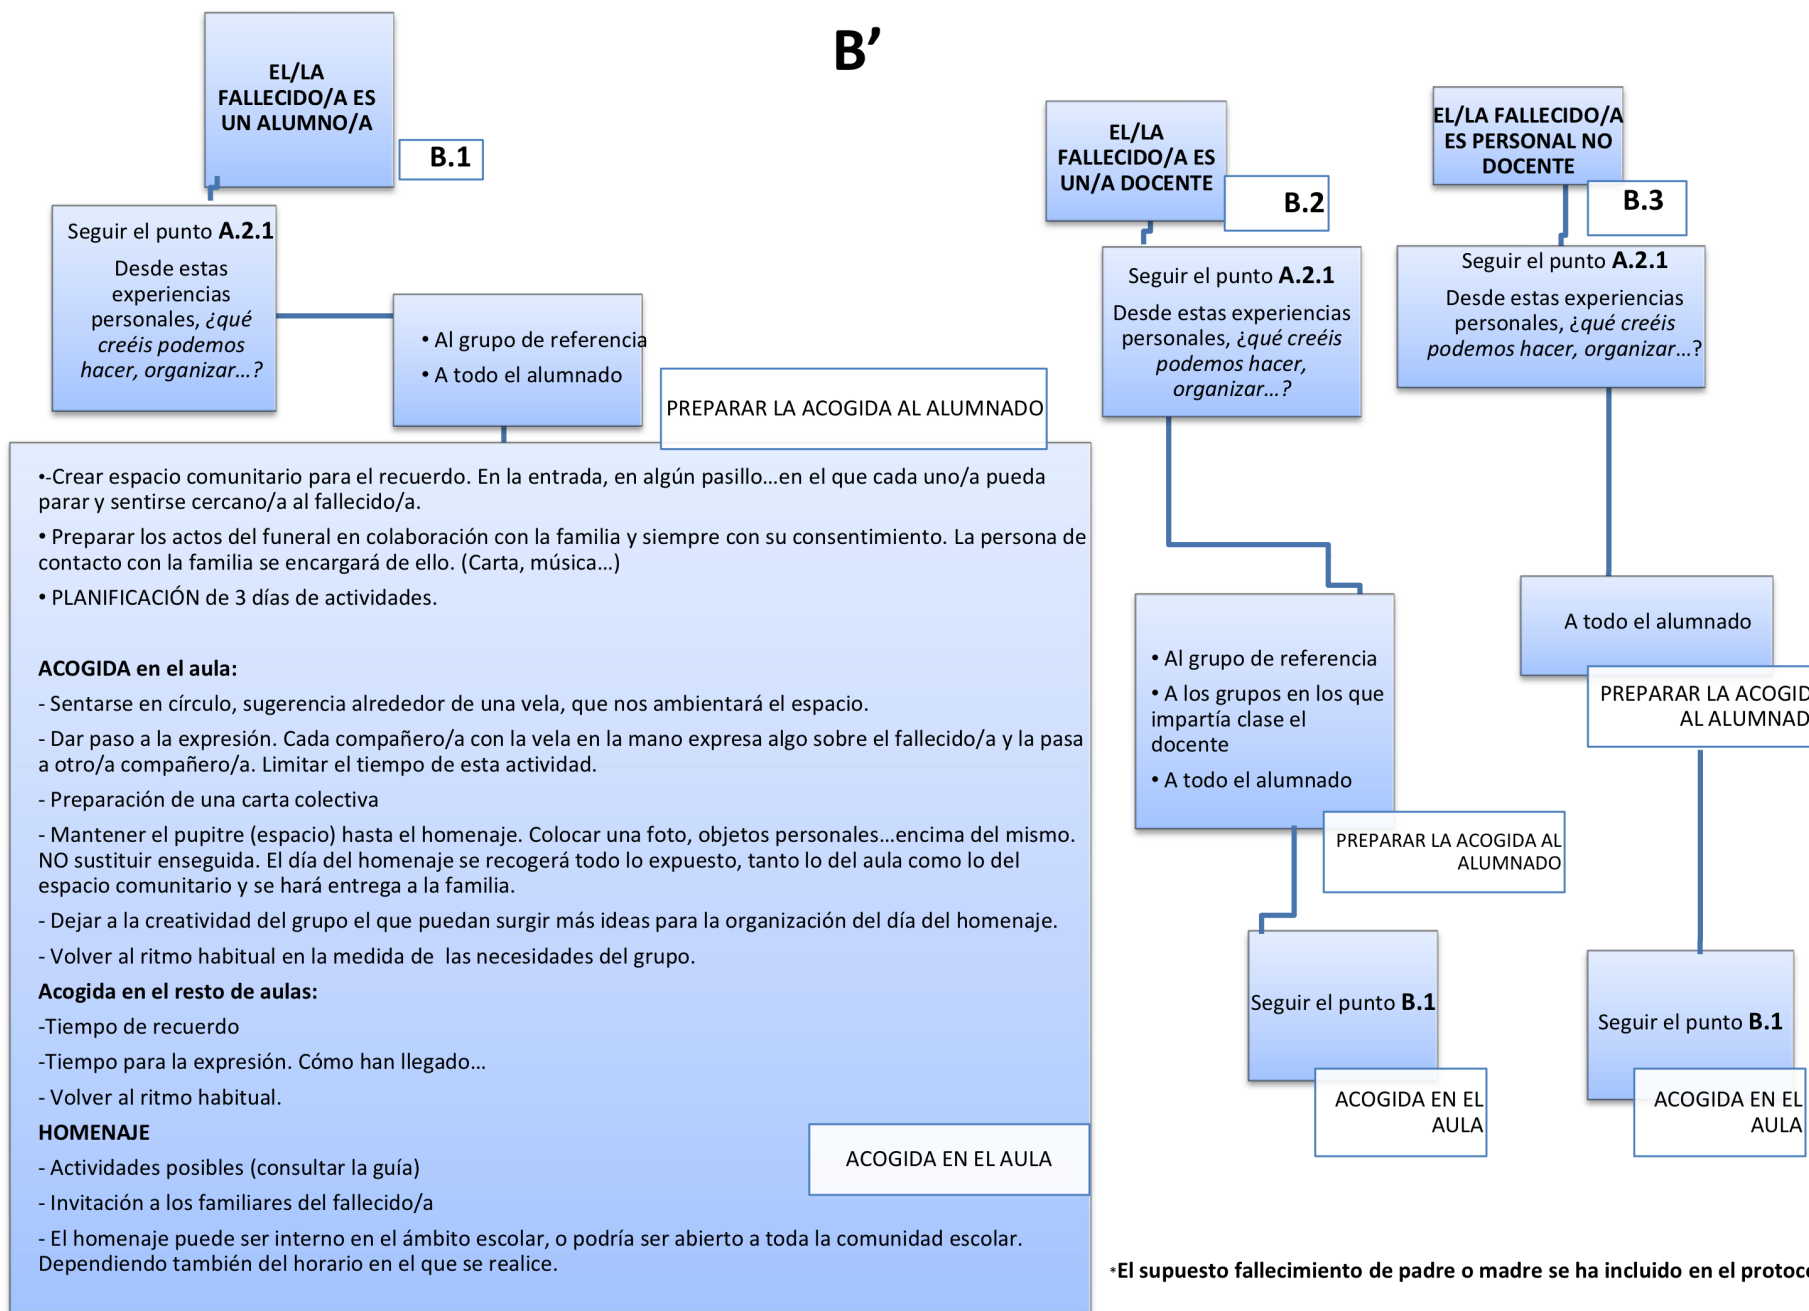 B’
EL/LA
FALLECIDO/A ES
UN ALUMNO/A
B.1
Seguir el punto A.2.1
Desde estas
experiencias
personales, ¿qué
creéis podemos
hacer, organizar...?
• Al grupo de referencia
• A todo el alumnado
PREPARAR LA ACOGIDA AL ALUMNADO
•-Crear espacio comunitario para el recuerdo. En la entrada, en algún pasillo...en el que cada uno/a pueda
parar y sentirse cercano/a al fallecido/a.
• Preparar los actos del funeral en colaboración con la familia y siempre con su consentimiento. La persona de
contacto con la familia se encargará de ello. (Carta, música...)
• PLANIFICACIÓN de 3 días de actividades.
ACOGIDA en el aula:
- Sentarse en círculo, sugerencia alrededor de una vela, que nos ambientará el espacio.
- Dar paso a la expresión. Cada compañero/a con la vela en la mano expresa algo sobre el fallecido/a y la pasa
a otro/a compañero/a. Limitar el tiempo de esta actividad.
- Preparación de una carta colectiva
- Mantener el pupitre (espacio) hasta el homenaje. Colocar una foto, objetos personales...encima del mismo.
NO sustituir enseguida. El día del homenaje se recogerá todo lo expuesto, tanto lo del aula como lo del
espacio comunitario y se hará entrega a la familia.
- Dejar a la creatividad del grupo el que puedan surgir más ideas para la organización del día del homenaje.
- Volver al ritmo habitual en la medida de  las necesidades del grupo.
Acogida en el resto de aulas:
-Tiempo de recuerdo
-Tiempo para la expresión. Cómo han llegado...
- Volver al ritmo habitual.
HOMENAJE
- Actividades posibles (consultar la guía)
- Invitación a los familiares del fallecido/a
- El homenaje puede ser interno en el ámbito escolar, o podría ser abierto a toda la comunidad escolar.
Dependiendo también del horario en el que se realice.
ACOGIDA EN EL AULA
EL/LA
FALLECIDO/A ES
UN/A DOCENTE
B.2
Seguir el punto A.2.1
Desde estas experiencias
personales, ¿qué creéis
podemos hacer,
organizar...?
• Al grupo de referencia
• A los grupos en los que
impartía clase el
docente
• A todo el alumnado
PREPARAR LA ACOGIDA AL
ALUMNADO
Seguir el punto B.1
ACOGIDA EN EL
AULA
EL/LA FALLECIDO/A
ES PERSONAL NO
DOCENTE
B.3
Seguir el punto A.2.1
Desde estas experiencias
personales, ¿qué creéis
podemos hacer, organizar...?
A todo el alumnado
PREPARAR LA ACOGID
AL ALUMNAD
Seguir el punto B.1
ACOGIDA EN EL
AULA
*El supuesto fallecimiento de padre o madre se ha incluido en el protoc